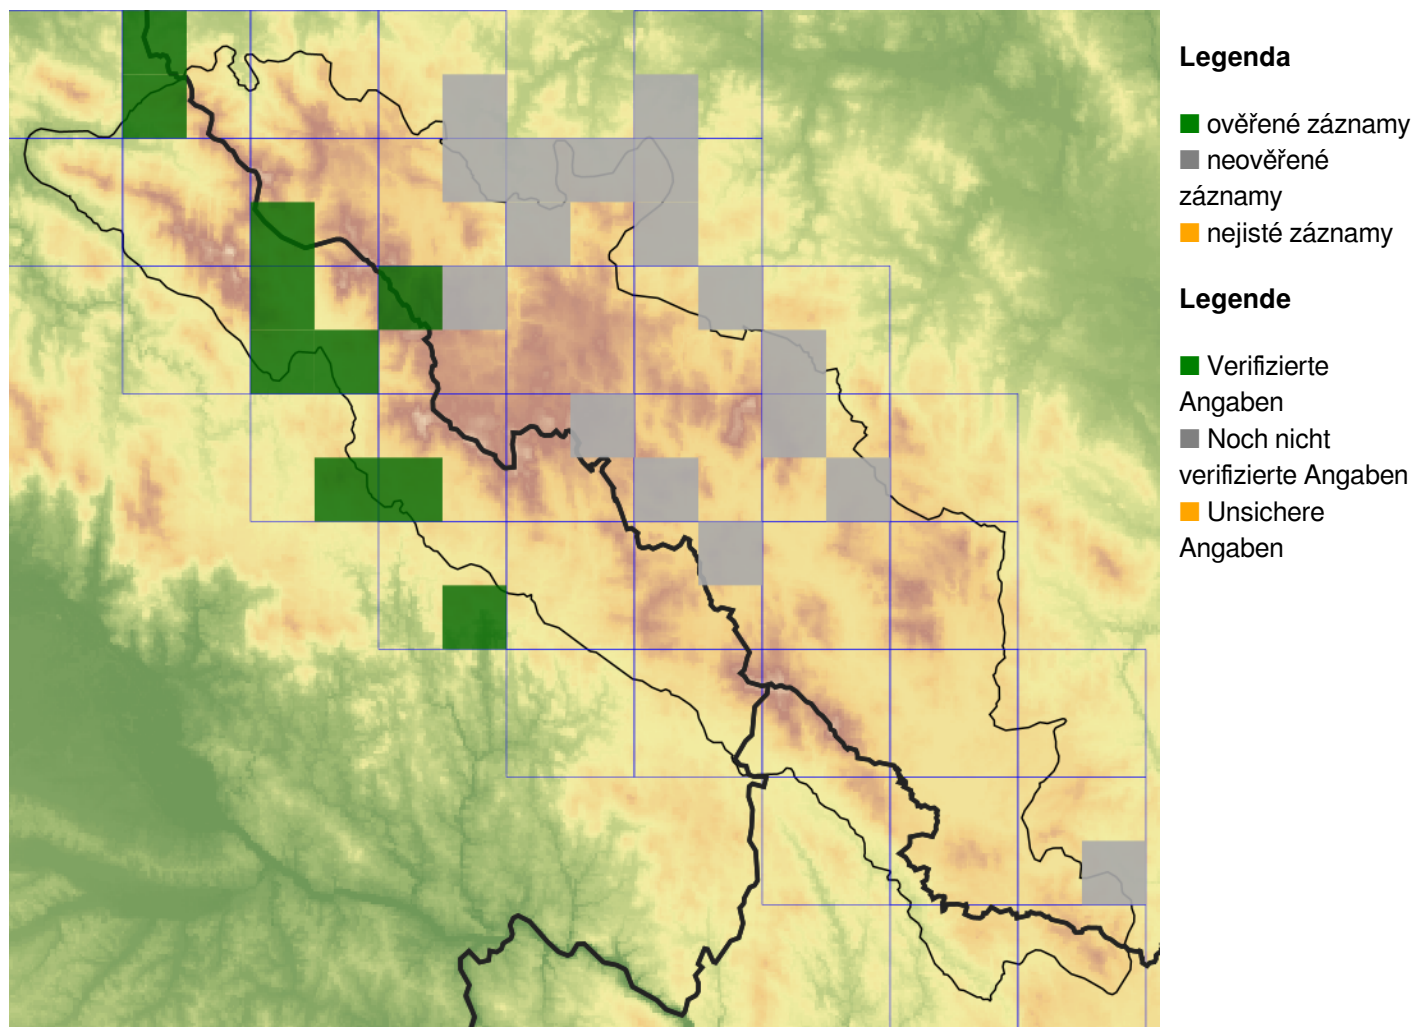 Legenda
ověřené záznamy
neověřené
záznamy
nejisté záznamy
Legende
Verifizierte
Angaben
Noch nicht
verifizierte Angaben
Unsichere
Angaben